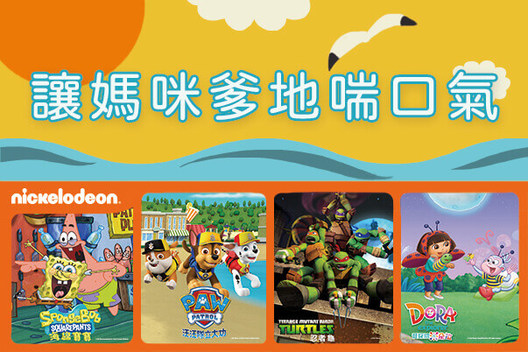 讓媽咪爹地喘口氣
nickelodeon
SpongeBob
SQUAREPANTS
海綿寶寶
PAW
PATROL
汪汪隊立大功
TEENAGE MUTANT NINJA
TURTLES
忍者龜
DORA